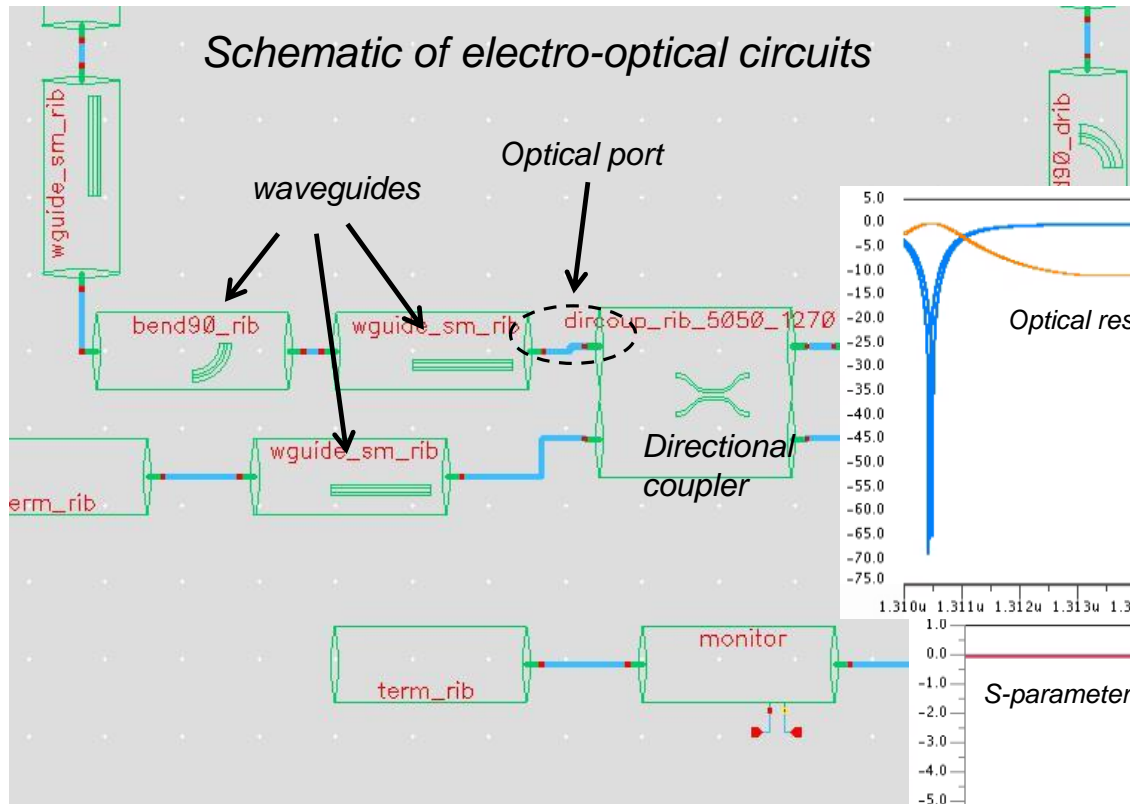 Schematic of electro-optical circuits
wguide_sm_rib
Optical port
waveguides
d90_drib
bend90_rib
wguide_sm_rib
dircoup_rib_5050_1270
wguide_sm_rib
Directional
coupler
erm_rib
term_rib
monitor
5.0
0.0
-5.0
-10.0
-15.0
-20.0
-25.0
-30.0
-35.0
-40.0
-45.0
-50.0
-55.0
-60.0
-65.0
-70.0
-75.0
Optical res
1.310u 1.311u 1.312u 1.313u 1.3
1.0
0.0
-1.0
-2.0
-3.0
-4.0
-5.0
S-parameter